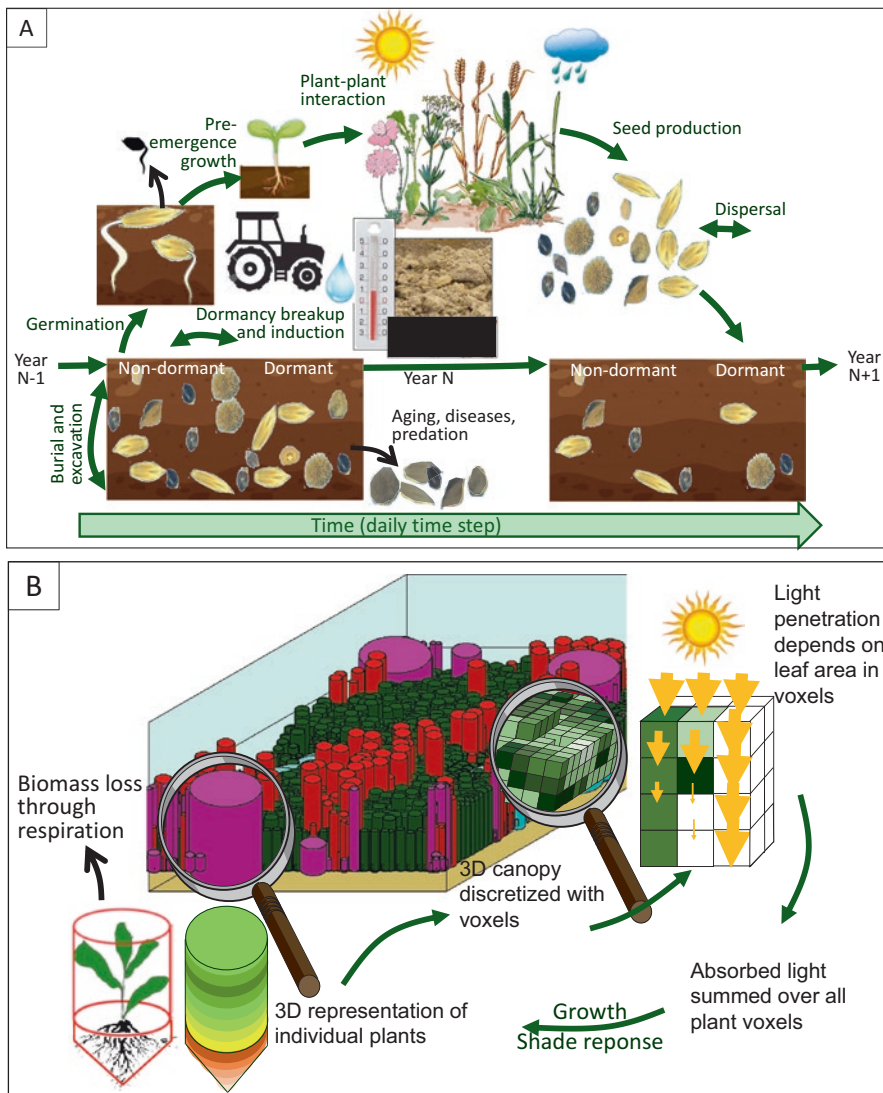 A
Plant-plant
interaction
Pre-
emergence
growth
Seed production
Dispersal
Germination
Dormancy breakup
and induction
Year
N-1
Non-dormant
Dormant
Year N
Non-dormant
Dormant
Year
N+1
Burial and
excavation
Aging, diseases,
predation
Time (daily time step)
B
Light
penetration
depends on
leaf area in
voxels
Biomass loss
through
respiration
3D canopy
discretized with
voxels
3D representation of
individual plants
Absorbed light
summed over all
plant voxels
Growth
Shade reponse